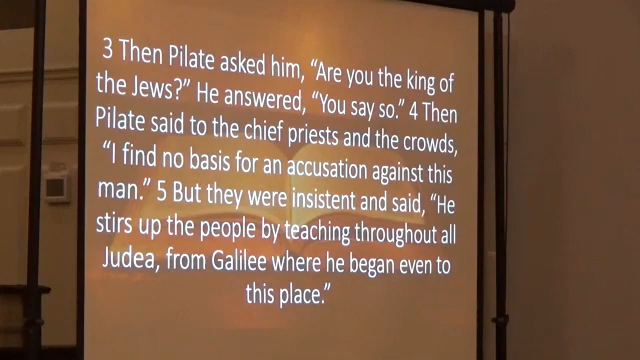 3 Then Pilate asked him, “Are you the king of
the Jews?” He answered, “You say so.” 4 Then
Pilate said to the chief priests and the crowds,
“I find no basis for an accusation against this
man.” 5 But they were insistent and said, “He
stirs up the people by teaching throughout all
Judea, from Galilee where he began even to
this place.”